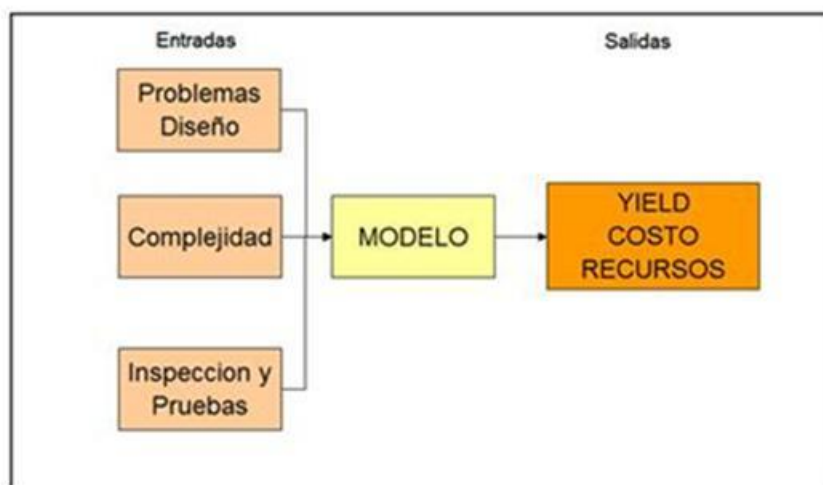 Entradas
Salidas
Problemas
Diseño
Complejidad
MODELO
YIELD
COSTO
RECURSOS
Inspeccion y
Pruebas